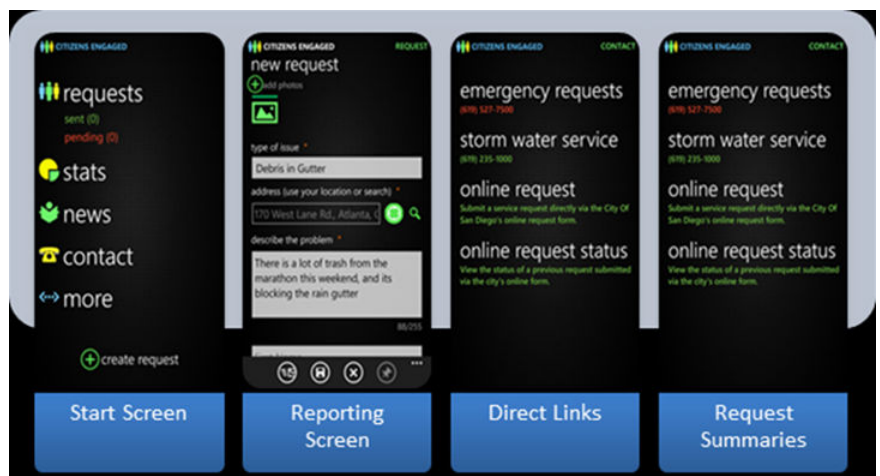 CITIZENS ENGAGED
requests
sent (0)
pending (0)
stats
news
contact
more
create request
Start Screen
CITIZENS ENGAGED
REQUEST
new request
add photos
type of issue *
Debris in Gutter
address (use your location or search) *
170 West Lane Rd., Atlanta,
describe the problem *
There is a lot of trash from the
marathon this weekend, and its
blocking the rain gutter
88/255
Reporting
Screen
CITIZENS ENGAGED
CONTACT
emergency requests
(619) 527-7500
storm water service
(619) 235-1000
online request
Submit a service request directly via the City Of
San Diego's online request form.
online request status
View the status of a previous request submitted
via the city's online form.
Direct Links
CITIZENS ENGAGED
CONTACT
emergency requests
(619) 527-7500
storm water service
(619) 235-1000
online request
Submit a service request directly via the City Of
San Diego's online request form.
online request status
View the status of a previous request submitted
via the city's online form.
Request
Summaries